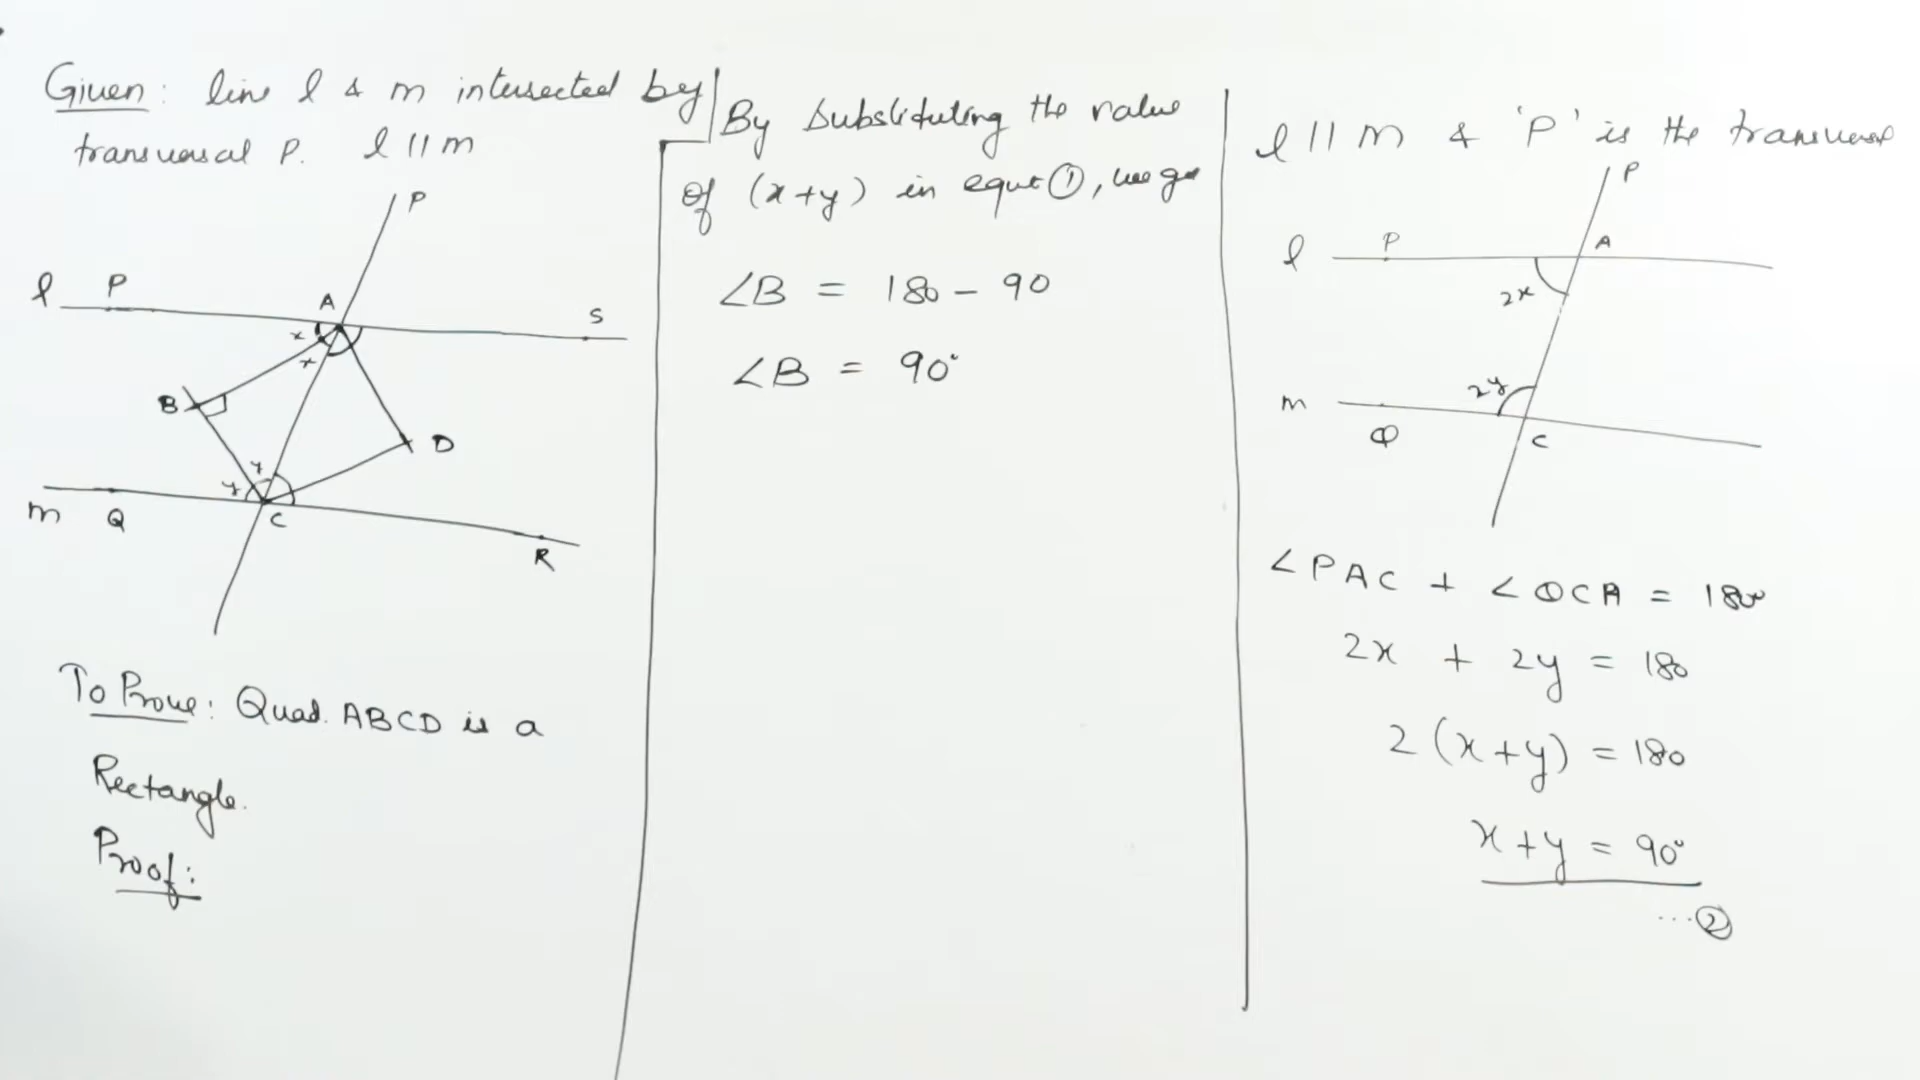 Given: line l & m intersected by
transversal P. l || m
P
l P A S
x
x
B D
y
y
m Q C R
To Prove: Quad. ABCD is a
Rectangle.
Proof:
By substituting the value
of (x+y) in equt ①, we get
∠B = 180 - 90
∠B = 90°
l || m & 'P' is the transversal
P
l P A
2x
2y
m Q C
∠PAC + ∠QCA = 180°
2x + 2y = 180
2 (x+y) = 180
x+y = 90°
... ②